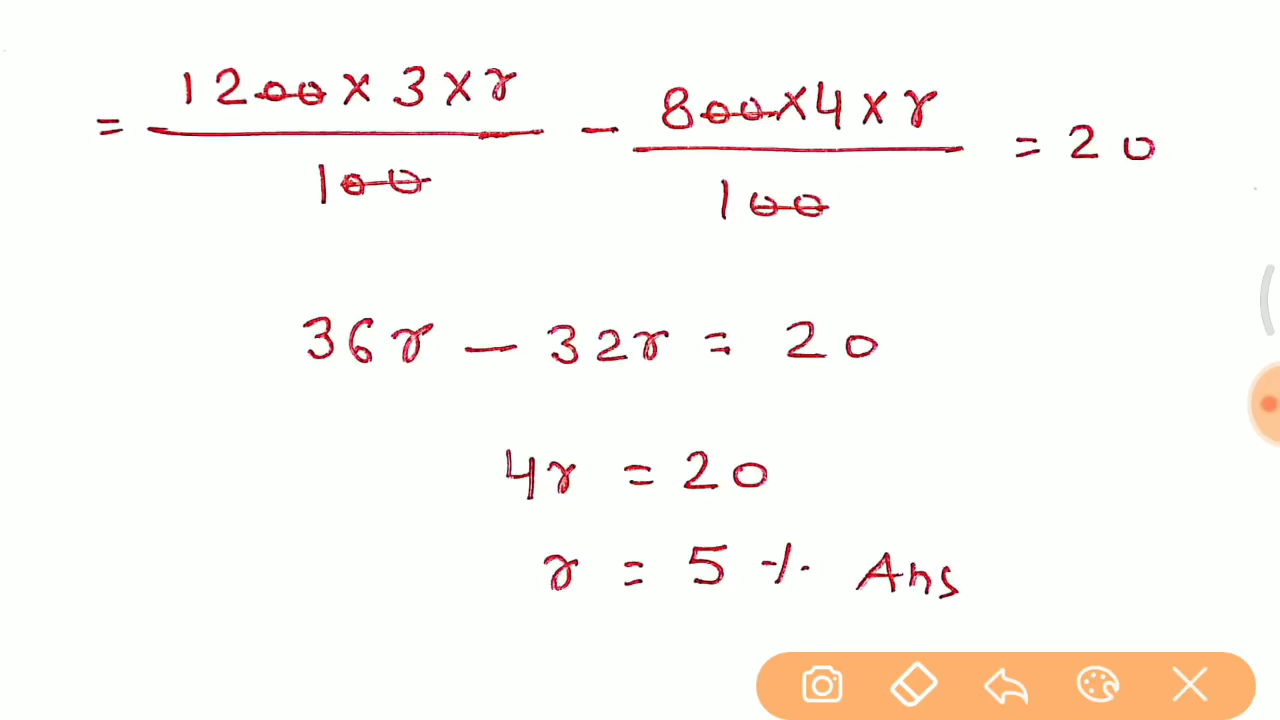 = 1200 × 3 × r / 100 - 800 × 4 × r / 100 = 20
36r - 32r = 20
4r = 20
r = 5 % Ans